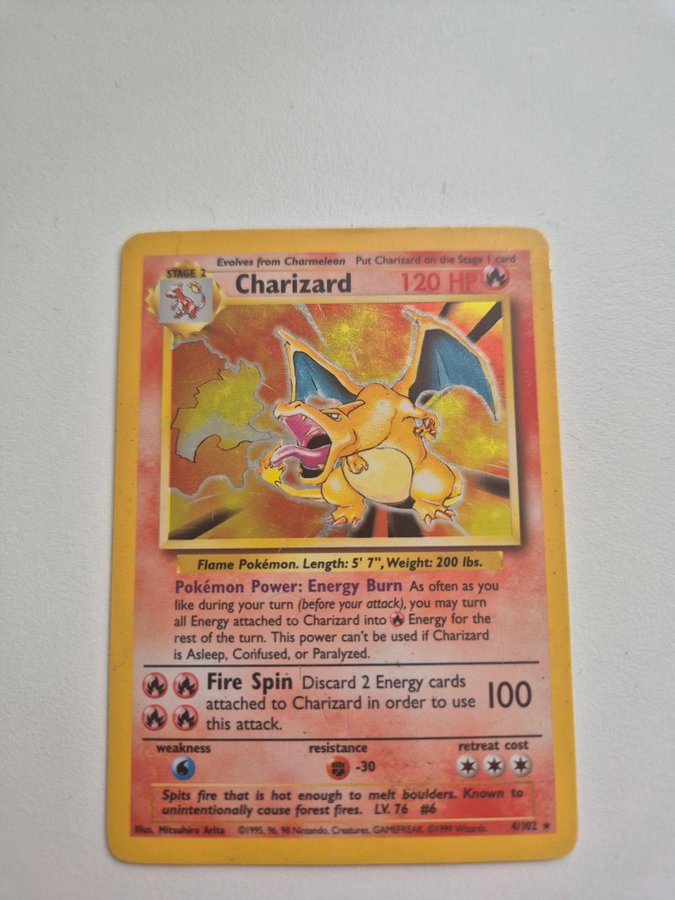 Evolves from Charmeleon Put Charizard on the Stage 1 card
STAGE 2
Charizard 120 HP
Flame Pokémon. Length: 5' 7", Weight: 200 lbs.
Pokémon Power: Energy Burn As often as you
like during your turn (before your attack), you may turn
all Energy attached to Charizard into Energy for the
rest of the turn. This power can't be used if Charizard
is Asleep, Confused, or Paralyzed.
Fire Spin Discard 2 Energy cards
attached to Charizard in order to use
this attack.
100
weakness resistance retreat cost
-30
Spits fire that is hot enough to melt boulders. Known to
unintentionally cause forest fires. LV. 76 #6
Illus. Mitsuhiro Arita ©1995, 96, 98 Nintendo, Creatures, GAMEFREAK. ©1999 Wizards. 4/102 ★